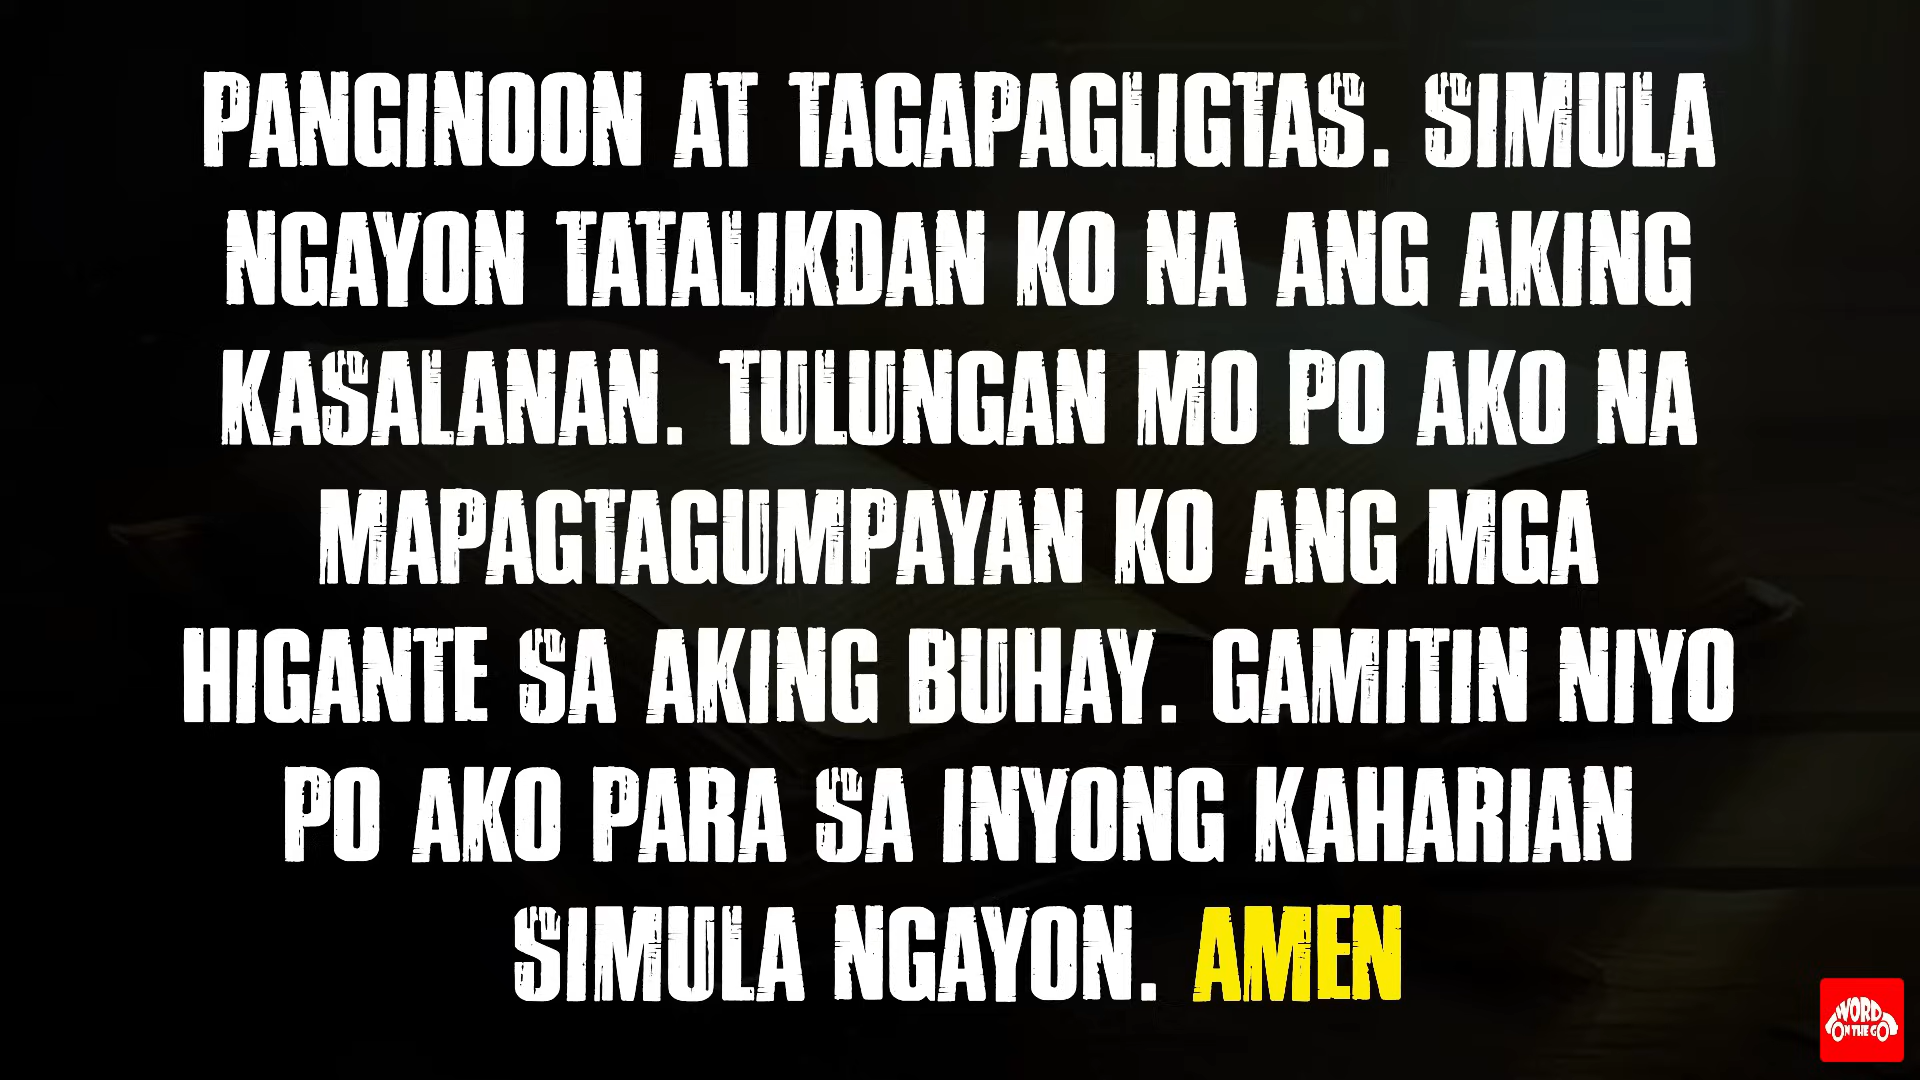 PANGINOON AT TAGAPAGLIGTAS. SIMULA
NGAYON TATALIKDAN KO NA ANG AKING
KASALANAN. TULUNGAN MO PO AKO NA
MAPAGTAGUMPAYAN KO ANG MGA
HIGANTE SA AKING BUHAY. GAMITIN NIYO
PO AKO PARA SA INYONG KAHARIAN
SIMULA NGAYON. AMEN
WORD
ON THE GO